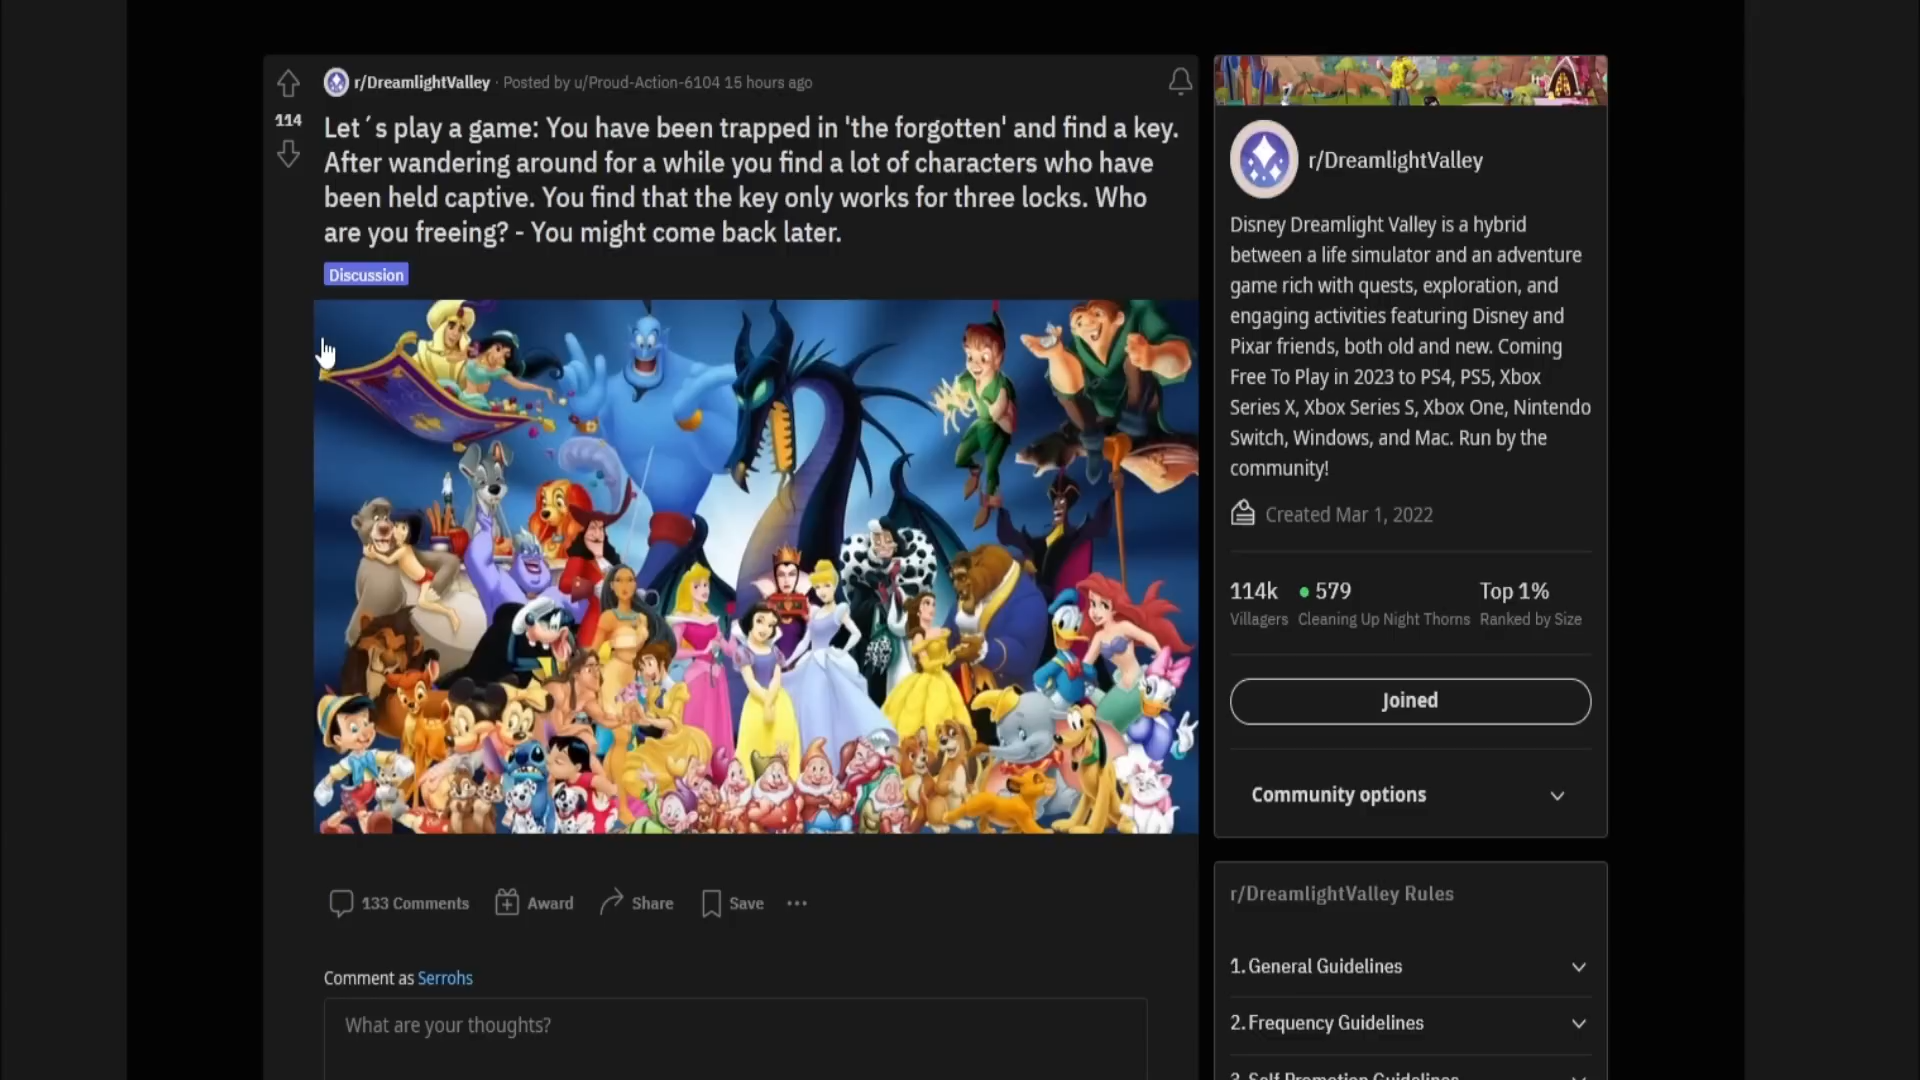 r/DreamlightValley · Posted by u/Proud-Action-6104 15 hours ago
114
Let´s play a game: You have been trapped in 'the forgotten' and find a key.
After wandering around for a while you find a lot of characters who have
been held captive. You find that the key only works for three locks. Who
are you freeing? - You might come back later.
Discussion
133 Comments
Award
Share
Save
Comment as Serrohs
What are your thoughts?
r/DreamlightValley
Disney Dreamlight Valley is a hybrid
between a life simulator and an adventure
game rich with quests, exploration, and
engaging activities featuring Disney and
Pixar friends, both old and new. Coming
Free To Play in 2023 to PS4, PS5, Xbox
Series X, Xbox Series S, Xbox One, Nintendo
Switch, Windows, and Mac. Run by the
community!
Created Mar 1, 2022
114k 579 Top 1%
Villagers Cleaning Up Night Thorns Ranked by Size
Joined
Community options
r/DreamlightValley Rules
1. General Guidelines
2. Frequency Guidelines
3. Self Promotion Guidelines